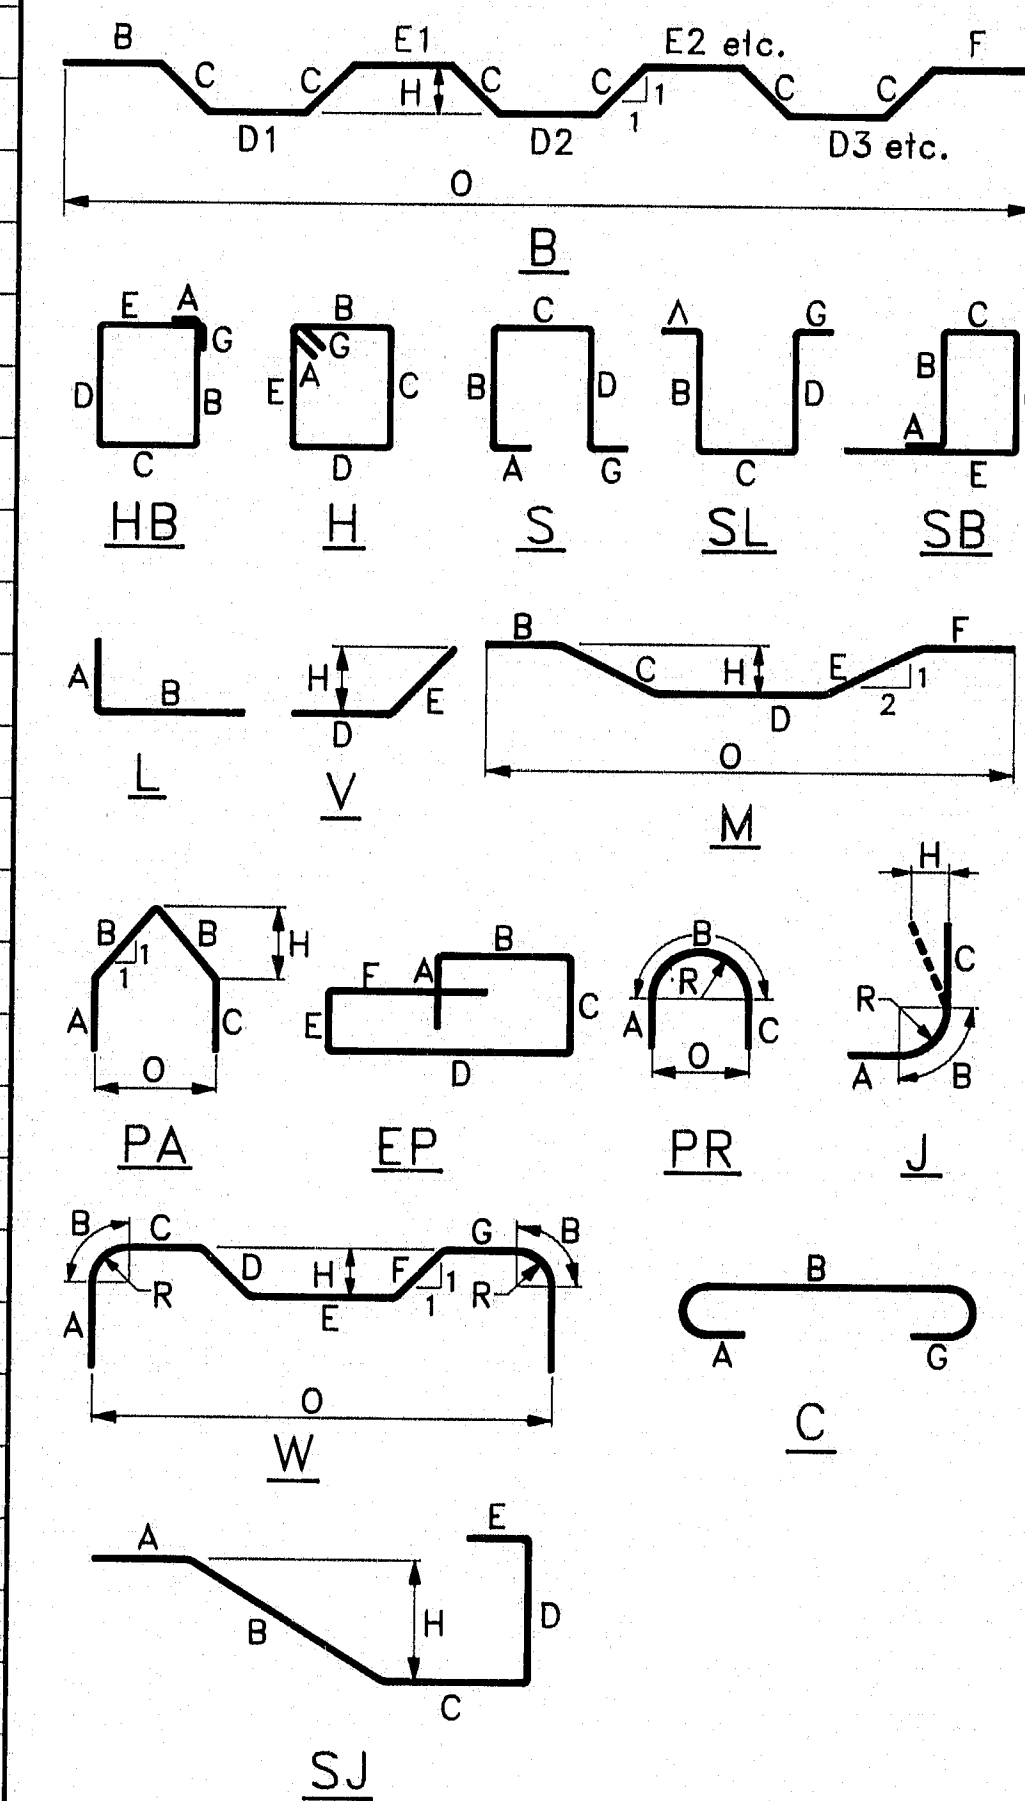 B E1 E2 etc. F
C C C C C C
H 1
1
D1 D2 D3 etc.
O
B
E A B C Λ G C
G G
D B E A C B D B D B
A
C D A G C E
HB H S SL SB
A B H E B C H E F
D D 2 1
O
L V M
B B H B B H
1
1
F A R C
A C E C A C R
O D O A B
PA EP PR J
B C G B
D H F 1 B
R 1 R
A E
A G
O
W C
A E
B H D
C
SJ